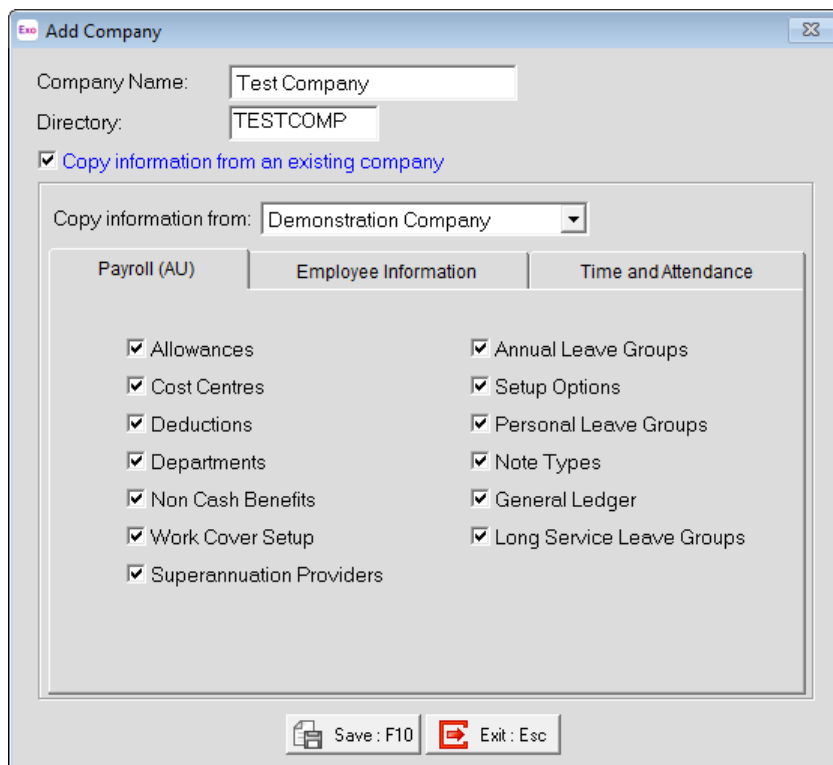 Exo Add Company
Company Name: Test Company
Directory: TESTCOMP
Copy information from an existing company
Copy information from: Demonstration Company
Payroll (AU) Employee Information Time and Attendance
Allowances Annual Leave Groups
Cost Centres Setup Options
Deductions Personal Leave Groups
Departments Note Types
Non Cash Benefits General Ledger
Work Cover Setup Long Service Leave Groups
Superannuation Providers
Save : F10 Exit : Esc